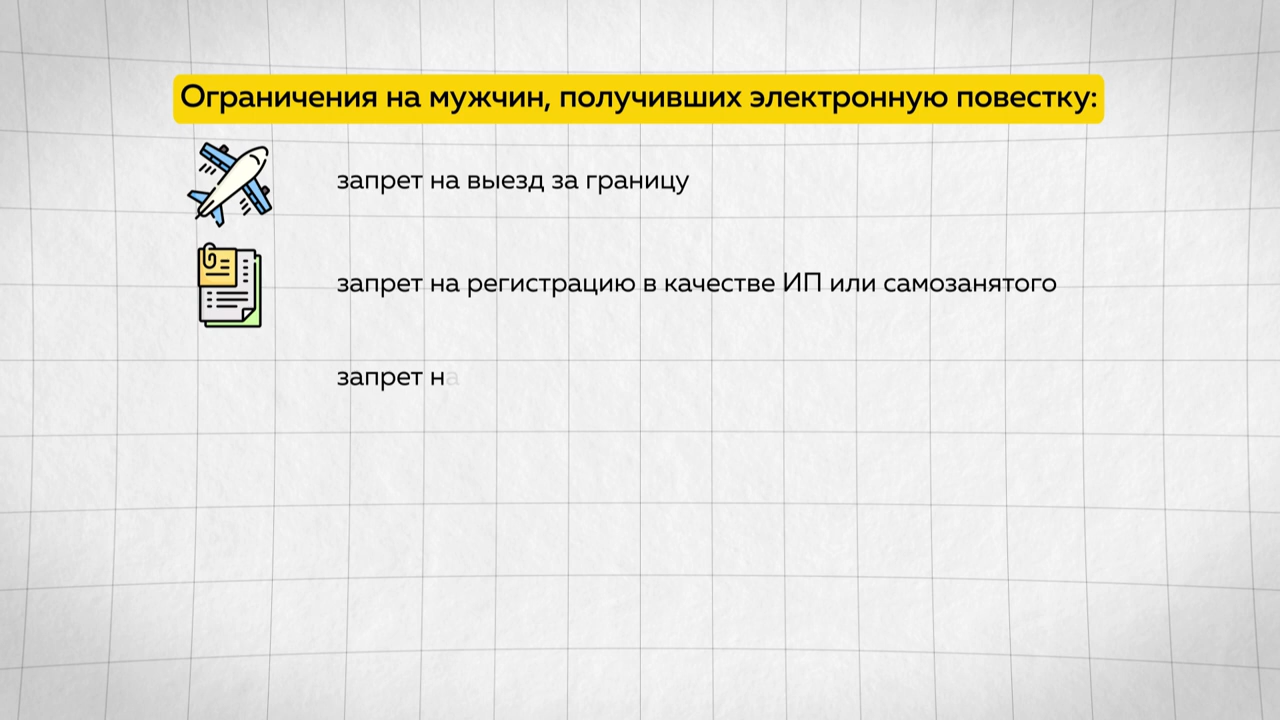 Ограничения на мужчин, получивших электронную повестку:
запрет на выезд за границу
запрет на регистрацию в качестве ИП или самозанятого
запрет на